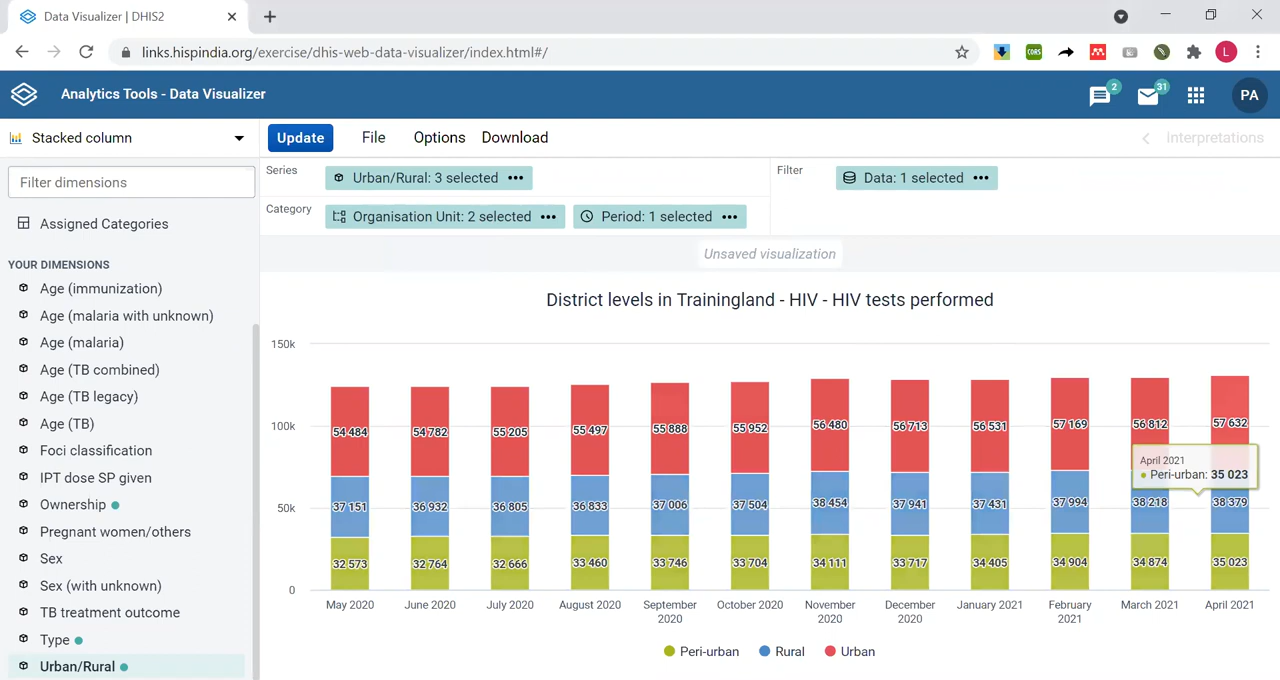 Data Visualizer | DHIS2
links.hispindia.org/exercise/dhis-web-data-visualizer/index.html#/
CORS
L
Analytics Tools - Data Visualizer
2
31
PA
Stacked column
Update File Options Download
Interpretations
Filter dimensions
Assigned Categories
YOUR DIMENSIONS
Age (immunization)
Age (malaria with unknown)
Age (malaria)
Age (TB combined)
Age (TB legacy)
Age (TB)
Foci classification
IPT dose SP given
Ownership
Pregnant women/others
Sex
Sex (with unknown)
TB treatment outcome
Type
Urban/Rural
Series
Urban/Rural: 3 selected
Filter
Data: 1 selected
Category
Organisation Unit: 2 selected
Period: 1 selected
Unsaved visualization
District levels in Trainingland - HIV - HIV tests performed
150k
100k
50k
0
54 484 54 782 55 205 55 497 55 888 55 952 56 480 56 713 56 531 57 169 56 812 57 632
April 2021
Peri-urban: 35 023
37 151 36 932 36 805 36 833 37 006 37 504 38 454 37 941 37 431 37 994 38 218 38 379
32 573 32 764 32 666 33 460 33 746 33 704 34 111 33 717 34 405 34 904 34 874 35 023
May 2020 June 2020 July 2020 August 2020 September 2020 October 2020 November 2020 December 2020 January 2021 February 2021 March 2021 April 2021
Peri-urban Rural Urban